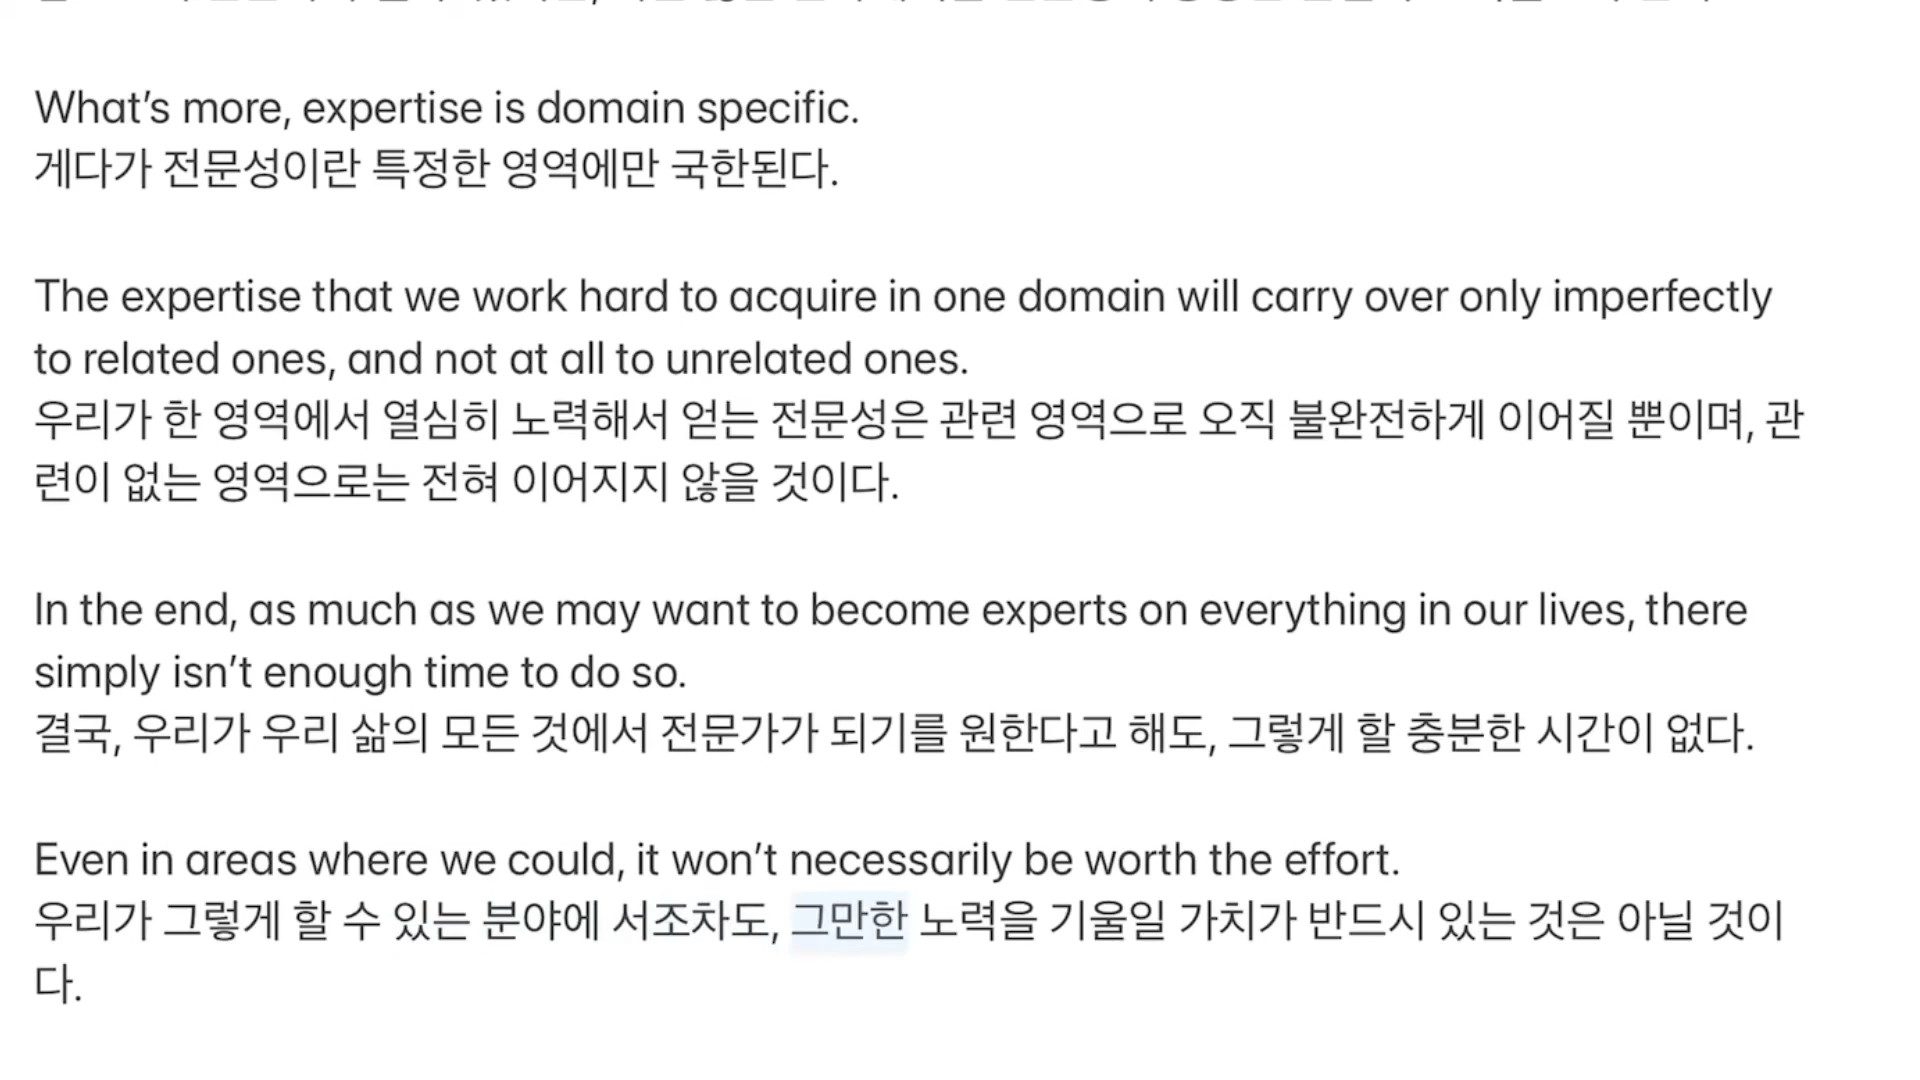 What's more, expertise is domain specific.
게다가 전문성이란 특정한 영역에만 국한된다.
The expertise that we work hard to acquire in one domain will carry over only imperfectly
to related ones, and not at all to unrelated ones.
우리가 한 영역에서 열심히 노력해서 얻는 전문성은 관련 영역으로 오직 불완전하게 이어질 뿐이며, 관
련이 없는 영역으로는 전혀 이어지지 않을 것이다.
In the end, as much as we may want to become experts on everything in our lives, there
simply isn't enough time to do so.
결국, 우리가 우리 삶의 모든 것에서 전문가가 되기를 원한다고 해도, 그렇게 할 충분한 시간이 없다.
Even in areas where we could, it won't necessarily be worth the effort.
우리가 그렇게 할 수 있는 분야에 서조차도, 그만한 노력을 기울일 가치가 반드시 있는 것은 아닐 것이
다.